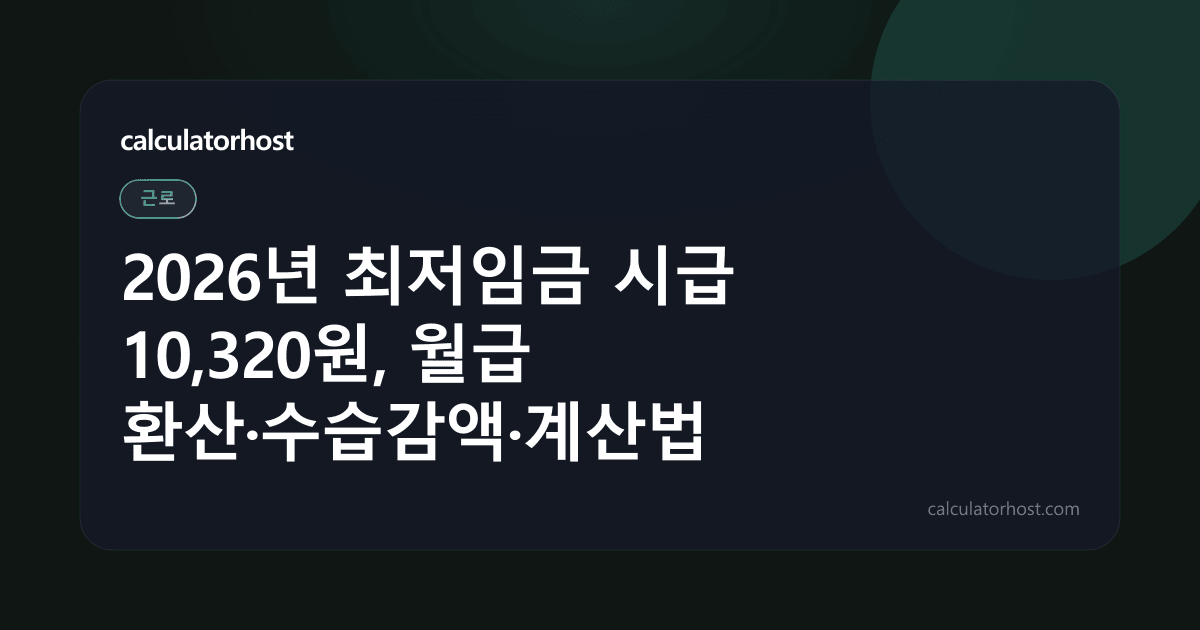 calculatorhost
근로
2026년 최저임금 시급
10,320원, 월급
환산·수습감액·계산법
calculatorhost.com